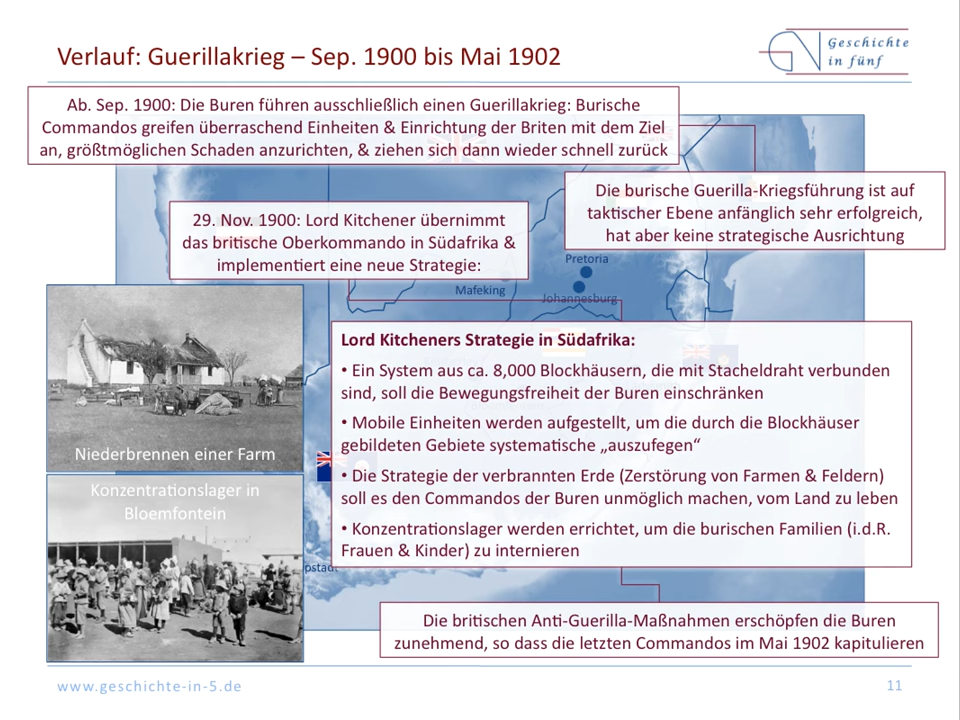 Verlauf: Guerillakrieg – Sep. 1900 bis Mai 1902
Geschichte
in fünf
Ab. Sep. 1900: Die Buren führen ausschließlich einen Guerillakrieg: Burische
Commandos greifen überraschend Einheiten & Einrichtung der Briten mit dem Ziel
an, größtmöglichen Schaden anzurichten, & ziehen sich dann wieder schnell zurück
Die burische Guerilla-Kriegsführung ist auf
taktischer Ebene anfänglich sehr erfolgreich,
hat aber keine strategische Ausrichtung
29. Nov. 1900: Lord Kitchener übernimmt
das britische Oberkommando in Südafrika &
implementiert eine neue Strategie:
Pretoria
Mafeking
Johannesburg
Lord Kitcheners Strategie in Südafrika:
• Ein System aus ca. 8,000 Blockhäusern, die mit Stacheldraht verbunden
sind, soll die Bewegungsfreiheit der Buren einschränken
• Mobile Einheiten werden aufgestellt, um die durch die Blockhäuser
gebildeten Gebiete systematische „auszufegen“
• Die Strategie der verbrannten Erde (Zerstörung von Farmen & Feldern)
soll es den Commandos der Buren unmöglich machen, vom Land zu leben
• Konzentrationslager werden errichtet, um die burischen Familien (i.d.R.
Frauen & Kinder) zu internieren
Niederbrennen einer Farm
Konzentrationslager in
Bloemfontein
Die britischen Anti-Guerilla-Maßnahmen erschöpfen die Buren
zunehmend, so dass die letzten Commandos im Mai 1902 kapitulieren
www.geschichte-in-5.de
11